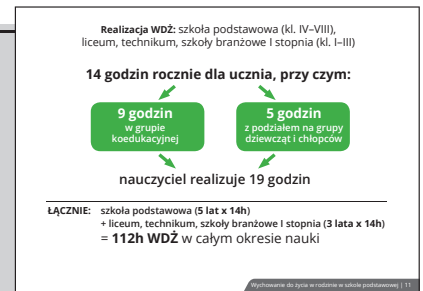 Realizacja WDŻ: szkoła podstawowa (kl. IV–VIII),
liceum, technikum, szkoły branżowe I stopnia (kl. I–III)
14 godzin rocznie dla ucznia, przy czym:
9 godzin
w grupie
koedukacyjnej
5 godzin
z podziałem na grupy
dziewcząt i chłopców
nauczyciel realizuje 19 godzin
ŁĄCZNIE: szkoła podstawowa (5 lat x 14h)
+ liceum, technikum, szkoły branżowe I stopnia (3 lata x 14h)
= 112h WDŻ w całym okresie nauki
Wychowanie do życia w rodzinie w szkole podstawowej | 11